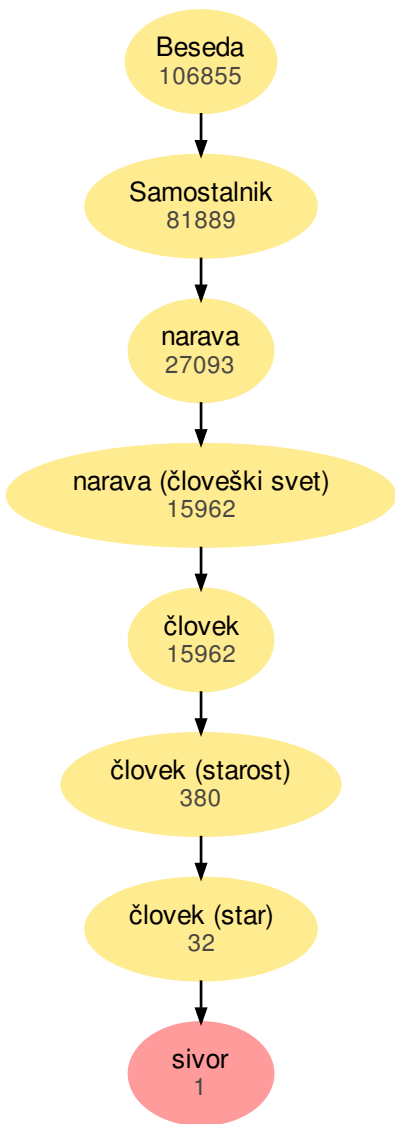 Beseda
106855
Samostalnik
81889
narava
27093
narava (človeški svet)
15962
človek
15962
človek (starost)
380
človek (star)
32
sivor
1